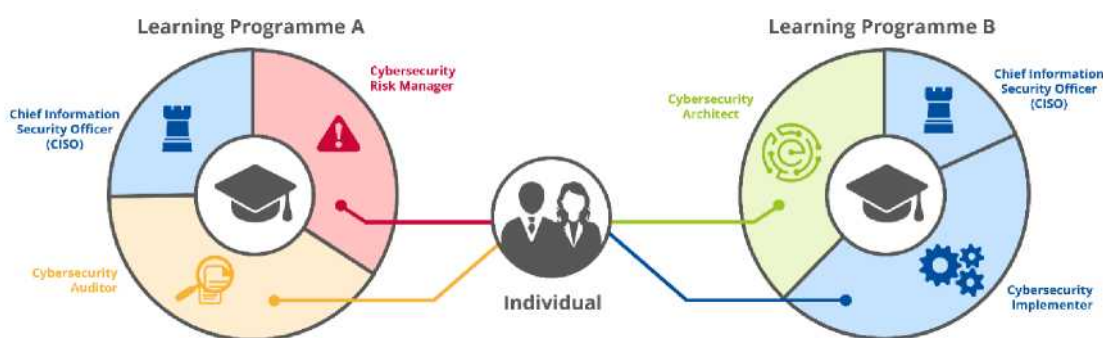 Learning Programme A
Cybersecurity
Risk Manager
Chief Information
Security Officer
(CISO)
Cybersecurity
Auditor
Individual
Learning Programme B
Chief Information
Security Officer
(CISO)
Cybersecurity
Architect
Cybersecurity
Implementer